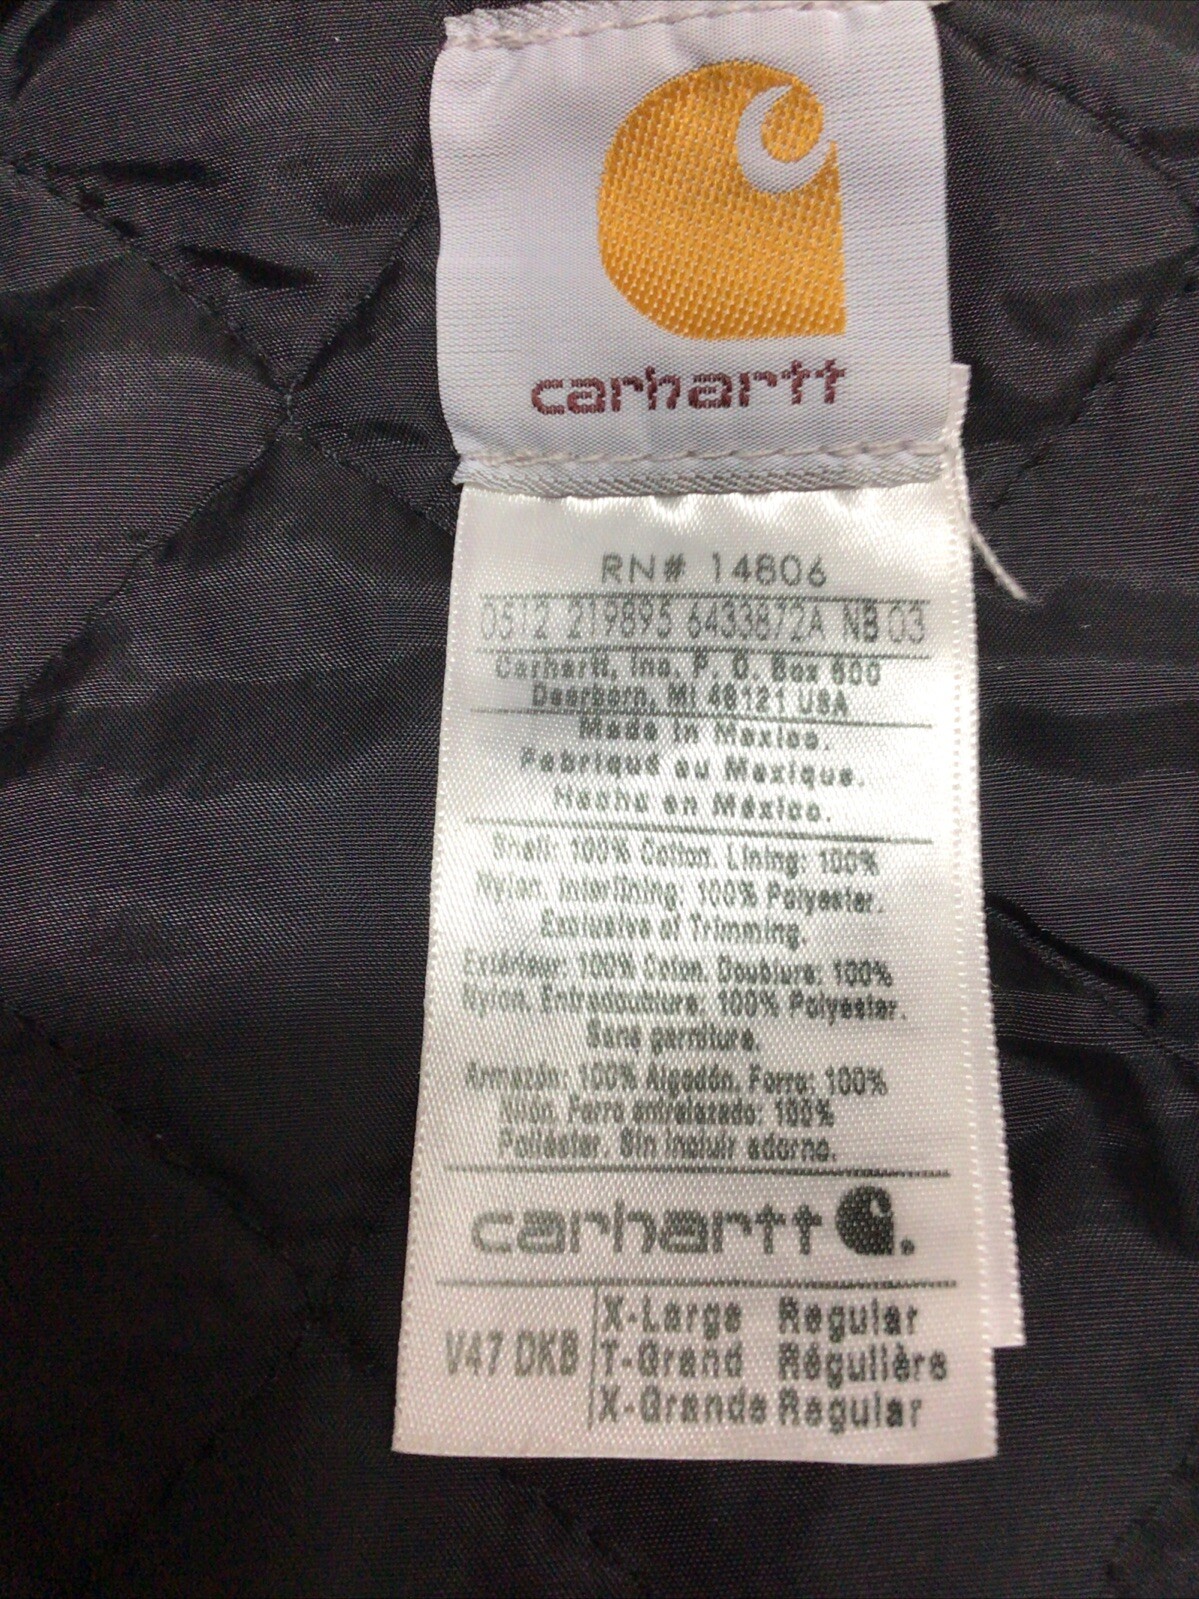 carhartt
RN# 14806
0512 219895 6433872A NB 03
Carhartt, Inc. P. O. Box 600
Dearborn, MI 48121 USA
Made in Mexico.
Fabriqué au Mexique.
Hecho en México.
Shell: 100% Cotton. Lining: 100%
Nylon. Interlining: 100% Polyester.
Exclusive of Trimming.
Extérieur: 100% Coton. Doublure: 100%
Nylon. Entredoublure: 100% Polyester.
Sans garniture.
Armazón: 100% Algodón. Forro: 100%
Nilón. Forro entrelazado: 100%
Poliéster. Sin incluir adorno.
carhartt
V47 DKB
X-Large Regular
T-Grand Régulière
X-Grande Regular